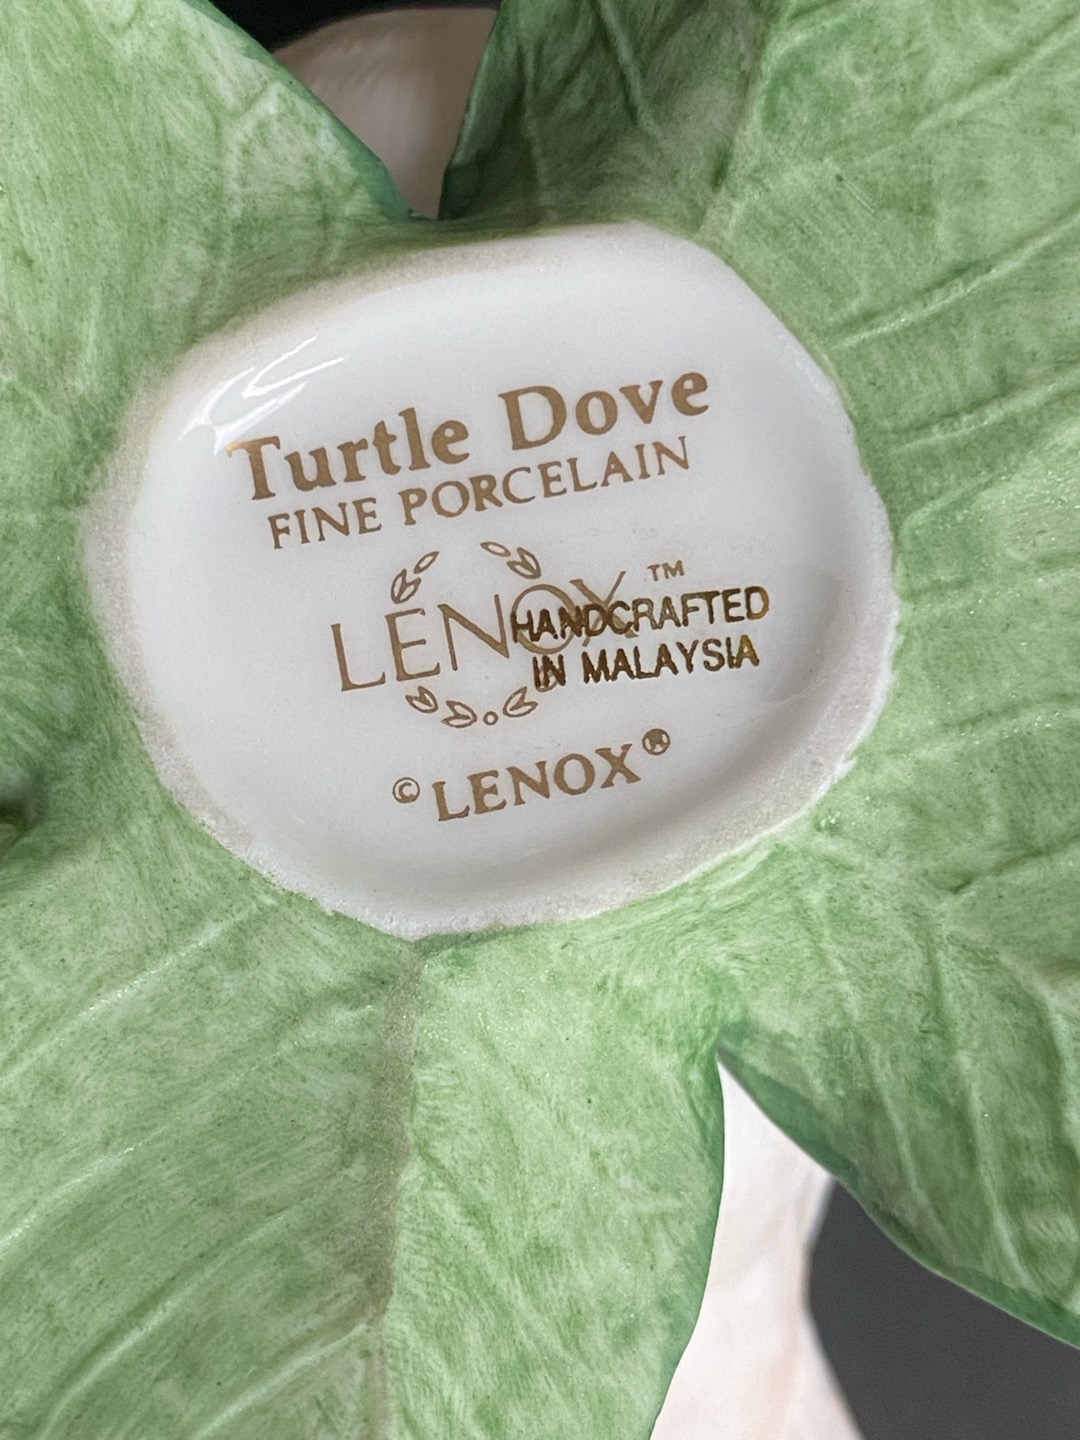 Turtle Dove
FINE PORCELAIN
LENOX™
HANDCRAFTED
IN MALAYSIA
© LENOX®